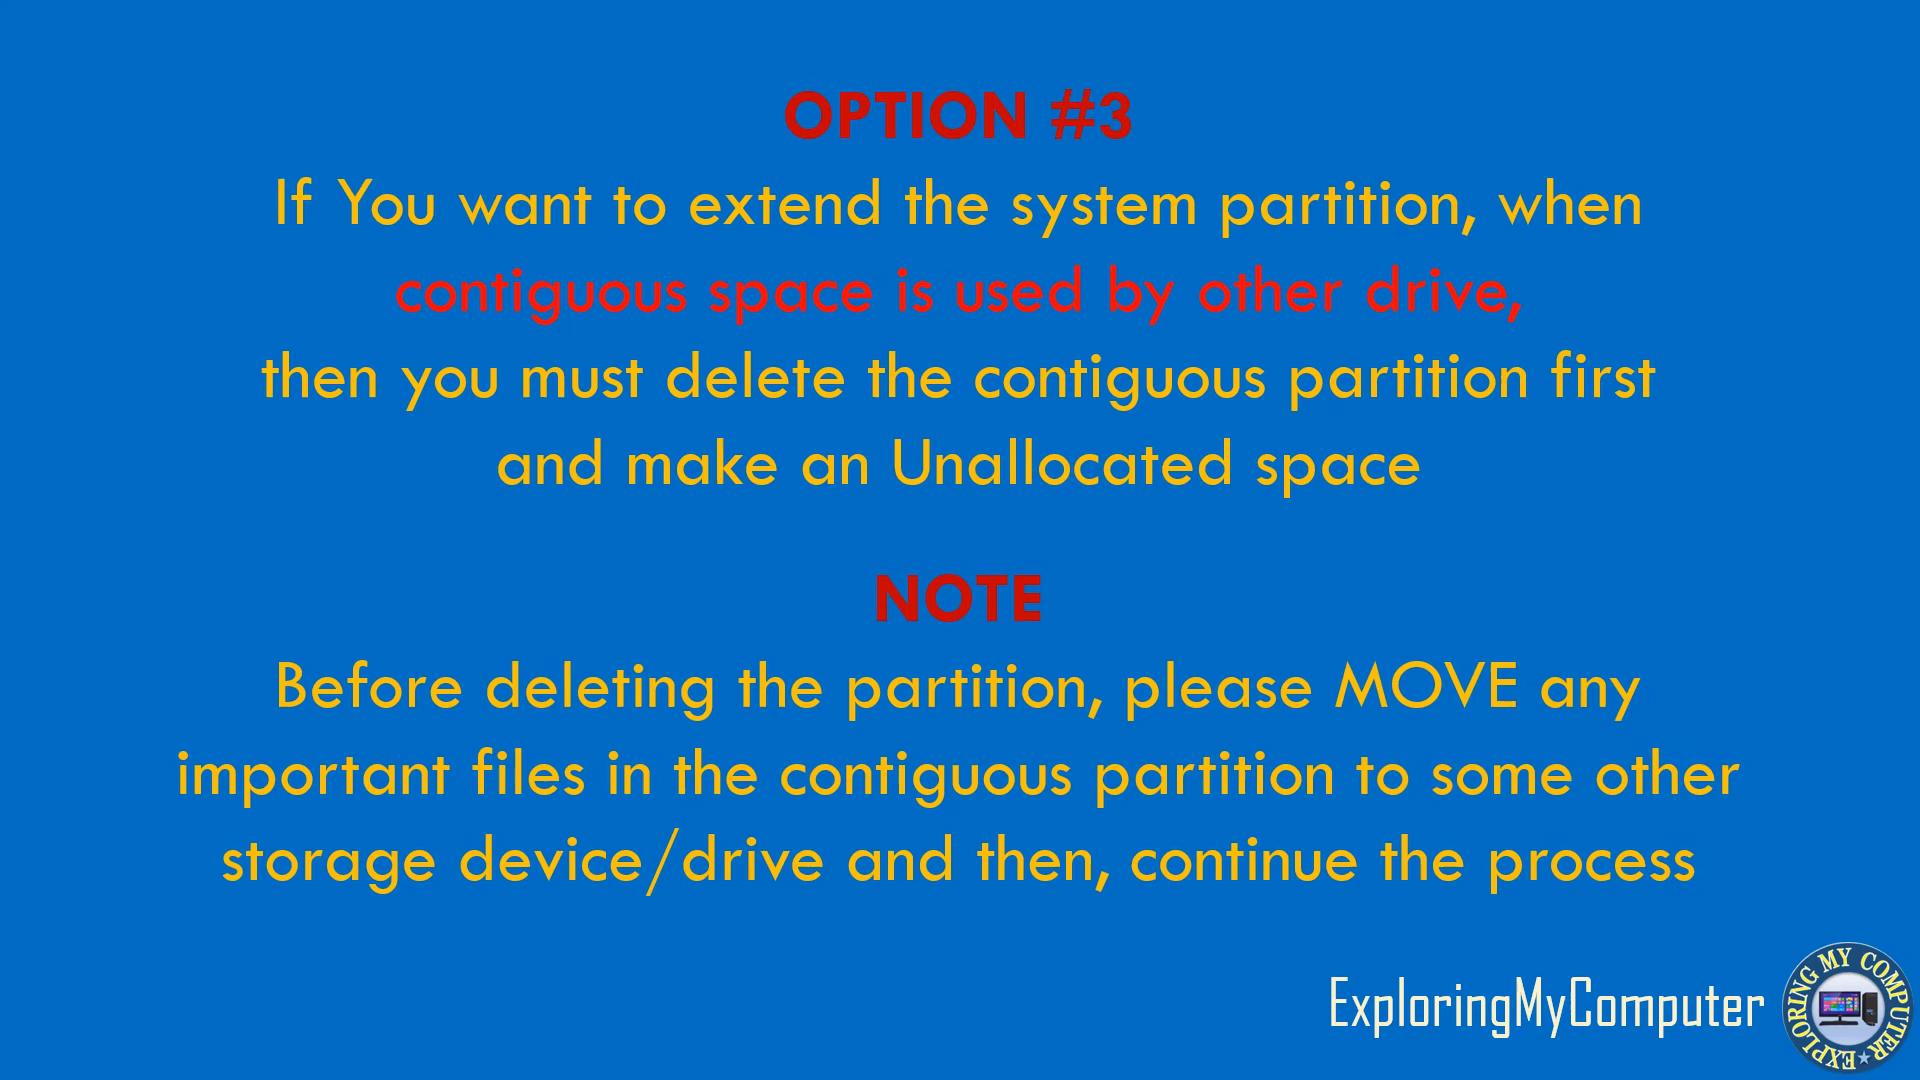 OPTION #3
If You want to extend the system partition, when
contiguous space is used by other drive,
then you must delete the contiguous partition first
and make an Unallocated space
NOTE
Before deleting the partition, please MOVE any
important files in the contiguous partition to some other
storage device/drive and then, continue the process
ExploringMyComputer
EXPLORING MY COMPUTER